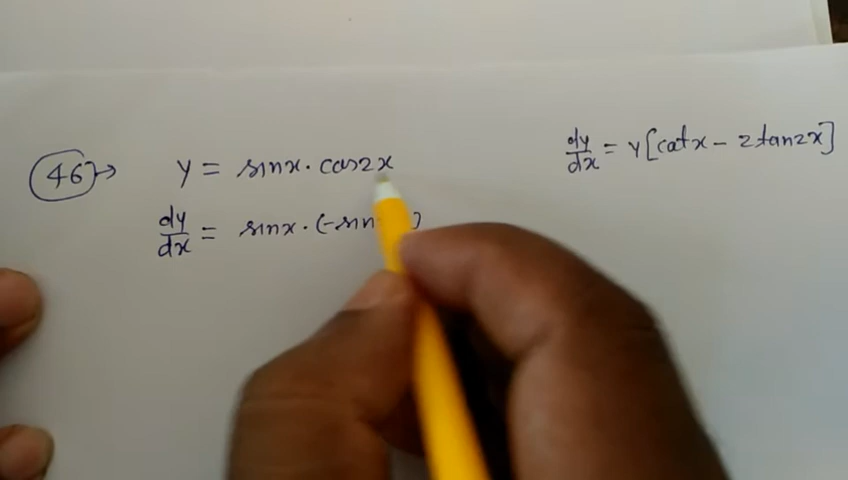 46 → y = sinx · cos2x
dy/dx = y[cotx - 2tan2x]
dy/dx = sinx · (-sin )